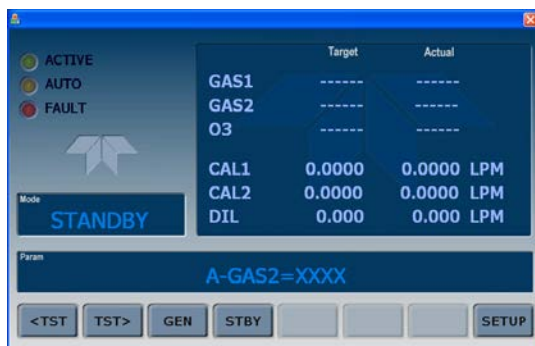 ACTIVE
AUTO
FAULT
Target Actual
GAS1 ------ ------
GAS2 ------ ------
O3 ------ ------
CAL1 0.0000 0.0000 LPM
CAL2 0.0000 0.0000 LPM
DIL 0.000 0.000 LPM
Mode
STANDBY
Param
A-GAS2=XXXX
<TST TST> GEN STBY SETUP